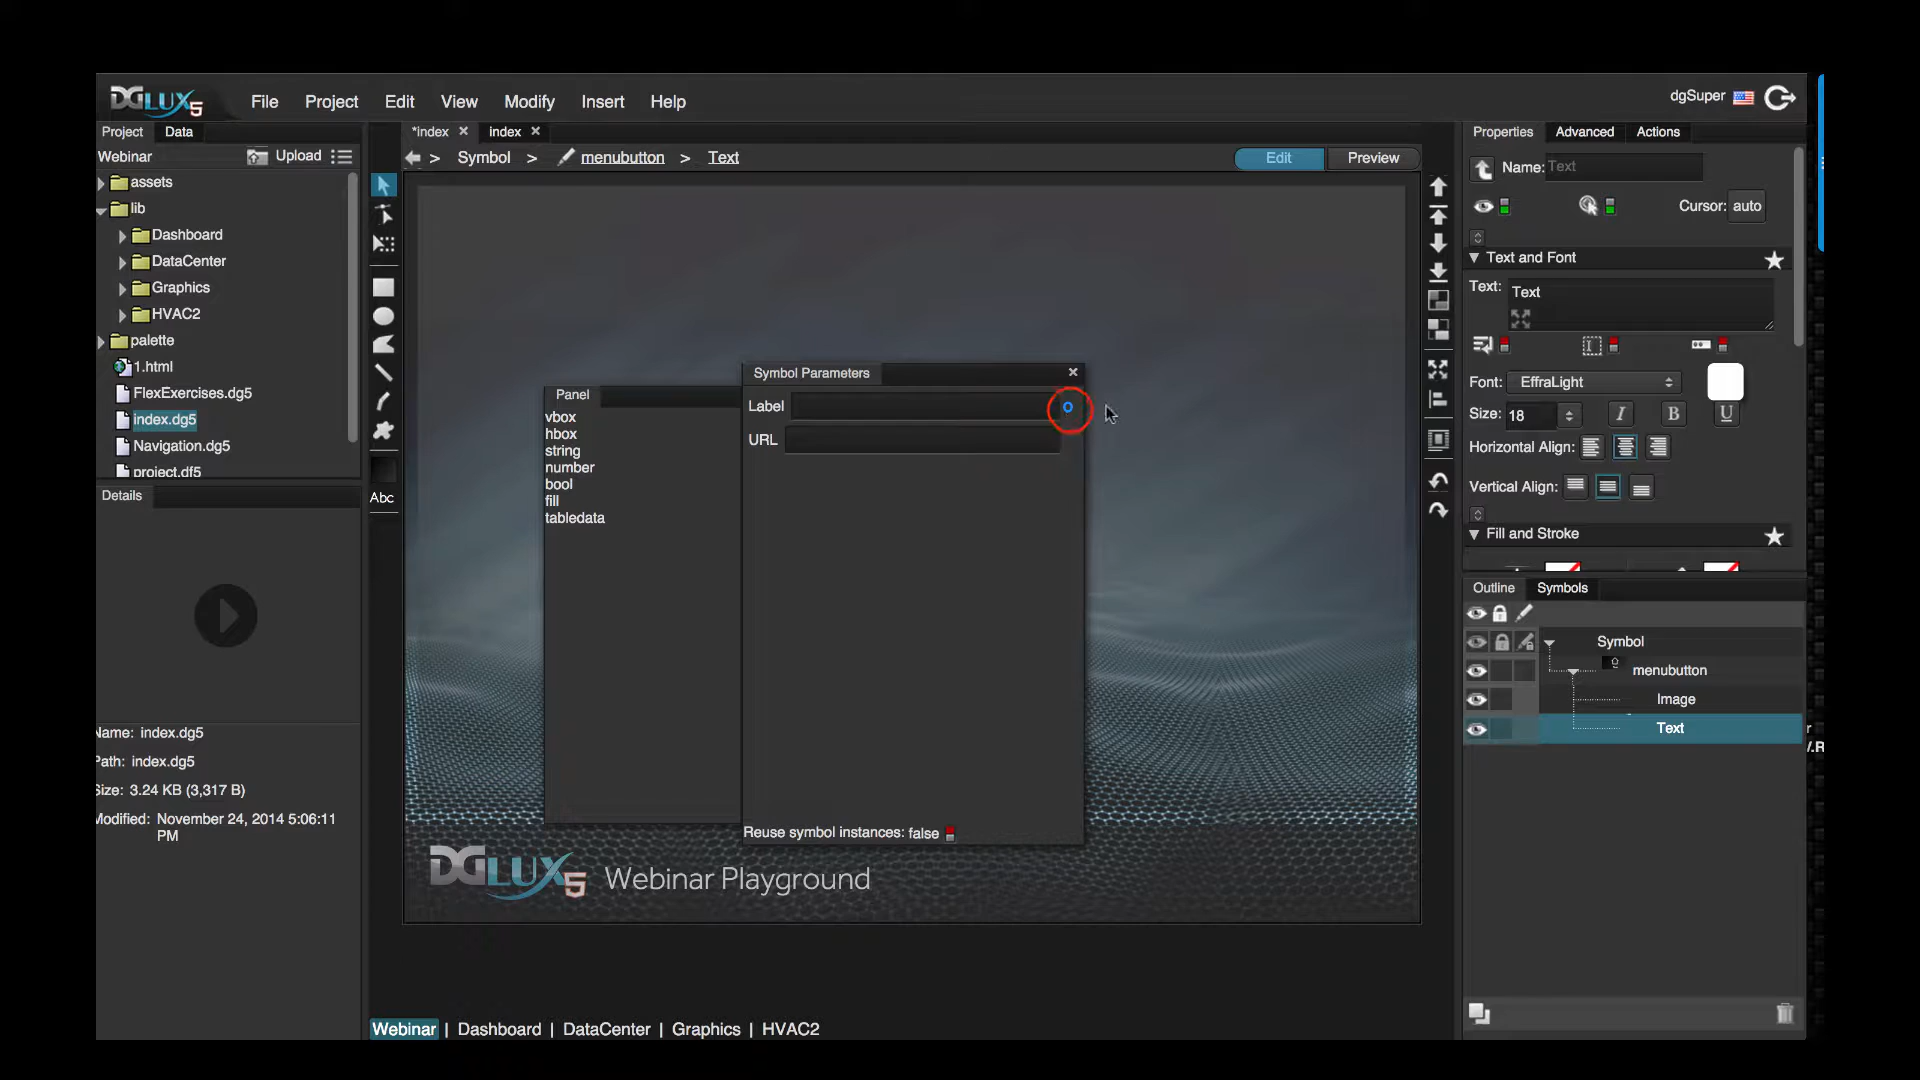 DGLUX5
File Project Edit View Modify Insert Help
dgSuper
Project Data
*index × index ×
Properties Advanced Actions
Webinar Upload
> Symbol > menubutton > Text
Edit Preview
Name: Text
assets
lib
Dashboard
DataCenter
Graphics
HVAC2
palette
1.html
FlexExercises.dg5
index.dg5
Navigation.dg5
project.df5
Abc
Details
Name: index.dg5
Path: index.dg5
Size: 3.24 KB (3,317 B)
Modified: November 24, 2014 5:06:11
PM
Panel
vbox
hbox
string
number
bool
fill
tabledata
Symbol Parameters ×
Label
URL
Reuse symbol instances: false
DGLUX5 Webinar Playground
Cursor: auto
Text and Font
Text: Text
Font: EffraLight
Size: 18 I B U
Horizontal Align:
Vertical Align:
Fill and Stroke
Outline Symbols
Symbol
menubutton
Image
Text
Webinar | Dashboard | DataCenter | Graphics | HVAC2